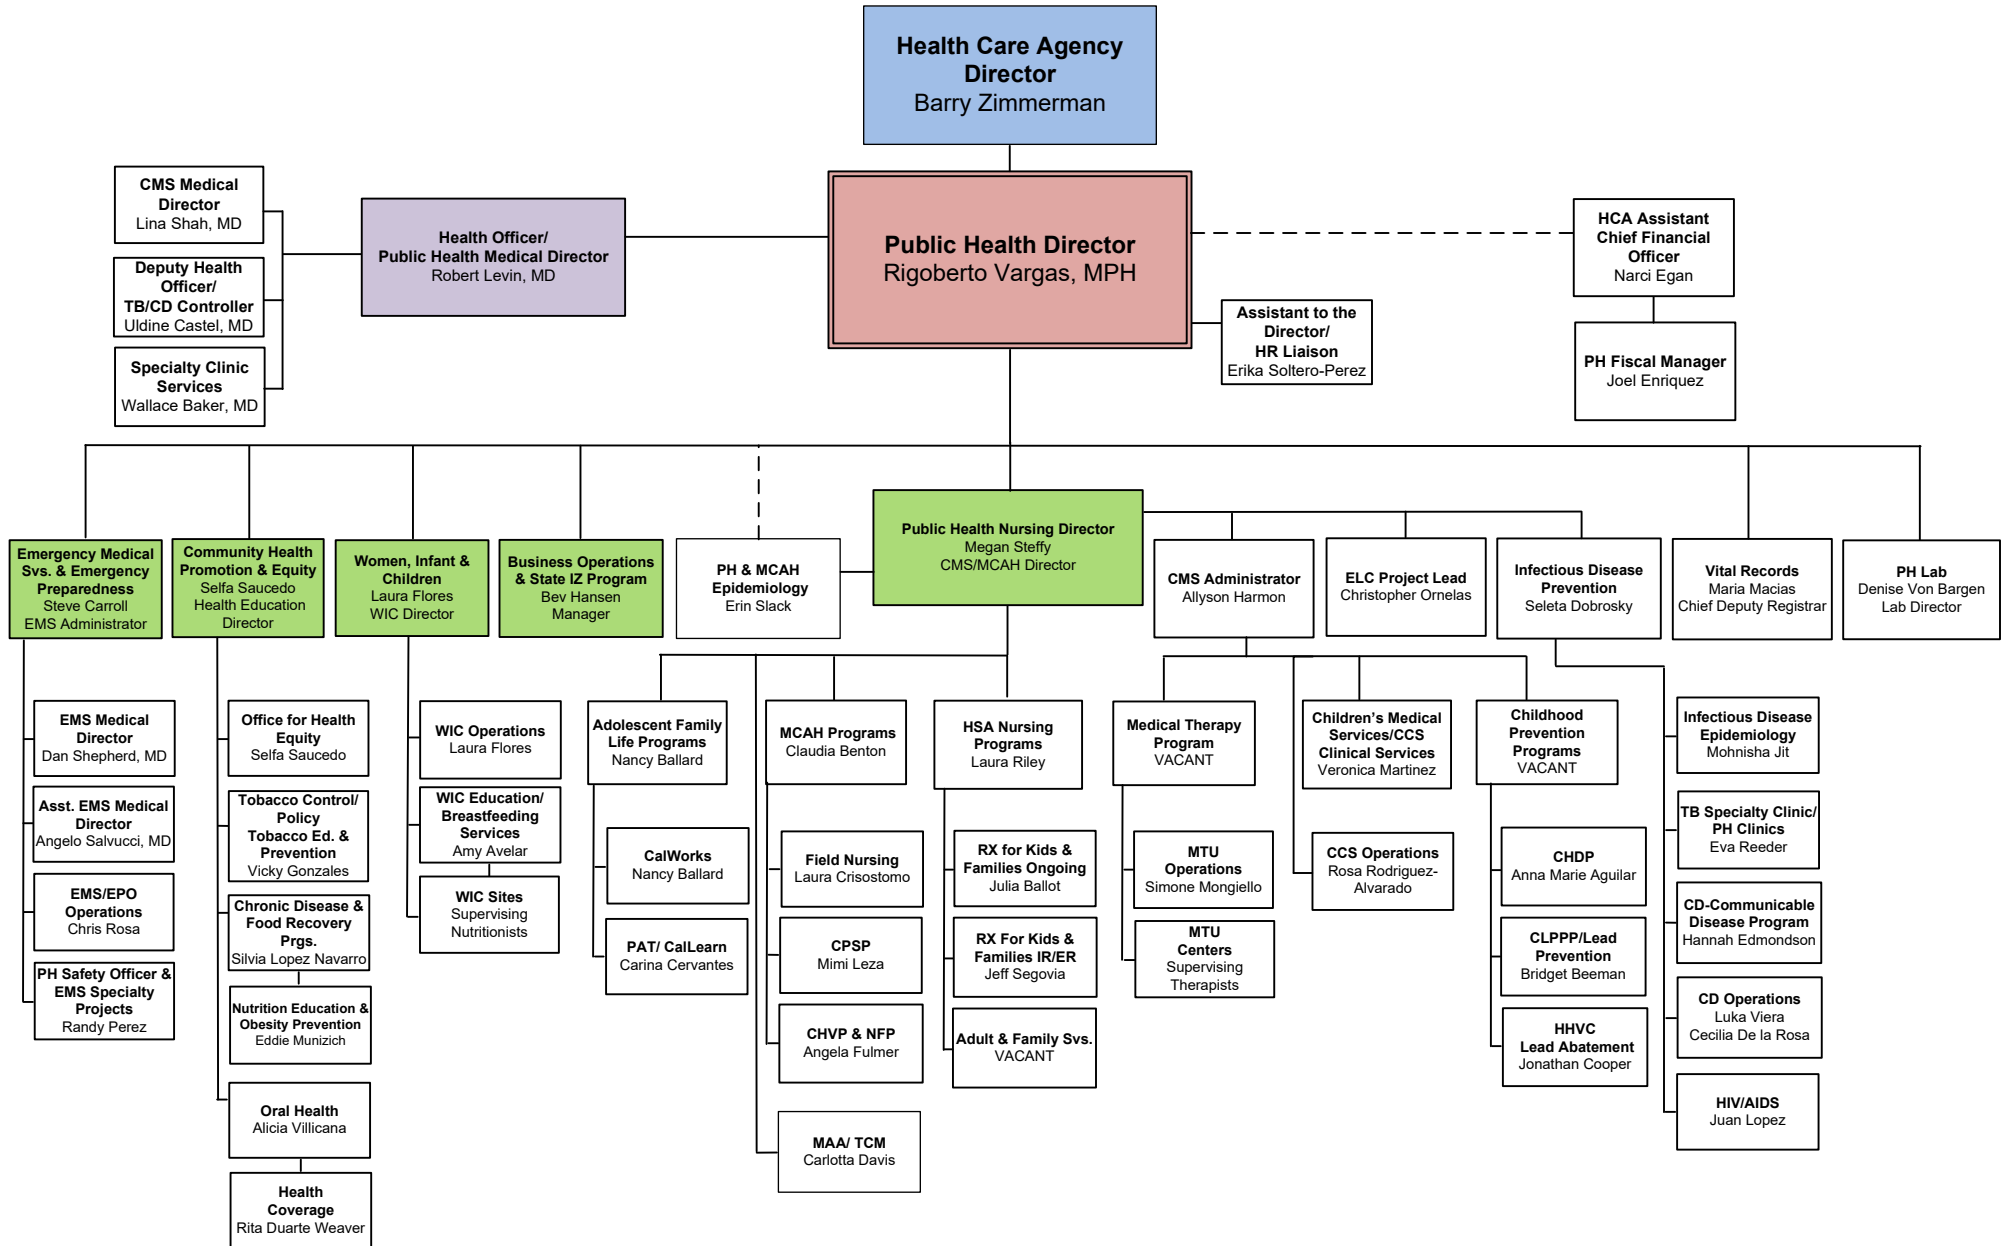 Health Care Agency
Director
Barry Zimmerman
CMS Medical
Director
Lina Shah, MD
Health Officer/
Public Health Medical Director
Robert Levin, MD
Public Health Director
Rigoberto Vargas, MPH
HCA Assistant
Chief Financial
Officer
Narci Egan
Deputy Health
Officer/
TB/CD Controller
Uldine Castel, MD
Assistant to the
Director/
HR Liaison
Erika Soltero-Perez
Specialty Clinic
Services
Wallace Baker, MD
PH Fiscal Manager
Joel Enriquez
Emergency Medical
Svs. & Emergency
Preparedness
Steve Carroll
EMS Administrator
Community Health
Promotion & Equity
Selfa Saucedo
Health Education
Director
Women, Infant &
Children
Laura Flores
WIC Director
Business Operations
& State IZ Program
Bev Hansen
Manager
PH & MCAH
Epidemiology
Erin Slack
Public Health Nursing Director
Megan Steffy
CMS/MCAH Director
CMS Administrator
Allyson Harmon
ELC Project Lead
Christopher Ornelas
Infectious Disease
Prevention
Seleta Dobrosky
Vital Records
Maria Macias
Chief Deputy Registrar
PH Lab
Denise Von Bargen
Lab Director
EMS Medical
Director
Dan Shepherd, MD
Asst. EMS Medical
Director
Angelo Salvucci, MD
EMS/EPO
Operations
Chris Rosa
PH Safety Officer &
EMS Specialty
Projects
Randy Perez
Office for Health
Equity
Selfa Saucedo
Tobacco Control/
Policy
Tobacco Ed. &
Prevention
Vicky Gonzales
Chronic Disease &
Food Recovery
Prgs.
Silvia Lopez Navarro
Nutrition Education &
Obesity Prevention
Eddie Munizich
Oral Health
Alicia Villicana
Health
Coverage
Rita Duarte Weaver
WIC Operations
Laura Flores
WIC Education/
Breastfeeding
Services
Amy Avelar
WIC Sites
Supervising
Nutritionists
Adolescent Family
Life Programs
Nancy Ballard
CalWorks
Nancy Ballard
PAT/ CalLearn
Carina Cervantes
MCAH Programs
Claudia Benton
Field Nursing
Laura Crisostomo
CPSP
Mimi Leza
CHVP & NFP
Angela Fulmer
MAA/ TCM
Carlotta Davis
HSA Nursing
Programs
Laura Riley
RX for Kids &
Families Ongoing
Julia Ballot
RX For Kids &
Families IR/ER
Jeff Segovia
Adult & Family Svs.
VACANT
Medical Therapy
Program
VACANT
MTU
Operations
Simone Mongiello
MTU
Centers
Supervising
Therapists
Children's Medical
Services/CCS
Clinical Services
Veronica Martinez
CCS Operations
Rosa Rodriguez-
Alvarado
Childhood
Prevention
Programs
VACANT
CHDP
Anna Marie Aguilar
CLPPP/Lead
Prevention
Bridget Beeman
HHVC
Lead Abatement
Jonathan Cooper
Infectious Disease
Epidemiology
Mohnisha Jit
TB Specialty Clinic/
PH Clinics
Eva Reeder
CD-Communicable
Disease Program
Hannah Edmondson
CD Operations
Luka Viera
Cecilia De la Rosa
HIV/AIDS
Juan Lopez